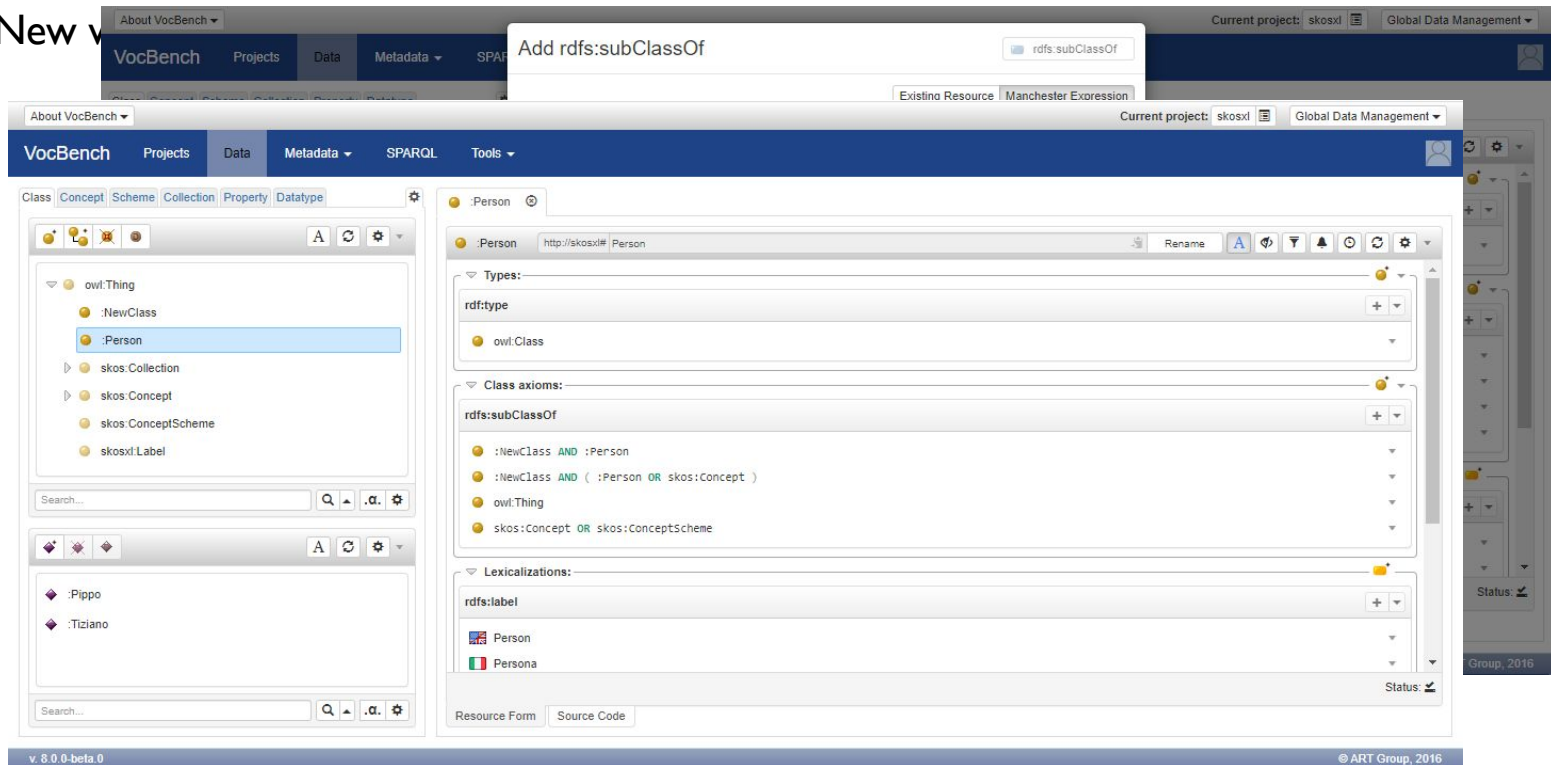 New
About VocBench
Current project: skosxl
Global Data Management
VocBench Projects Data Metadata
Add rdfs:subClassOf
rdfs:subClassOf
Existing Resource Manchester Expression
About VocBench
Current project: skosxl Global Data Management
VocBench Projects Data Metadata SPARQL Tools
Class Concept Scheme Collection Property Datatype
:Person
A
:Person http://skosxl# Person Rename A
owl:Thing
:NewClass
:Person
skos:Collection
skos:Concept
skos:ConceptScheme
skosxl:Label
Search... .α.
A
:Pippo
:Tiziano
Search... .α.
Types:
rdf:type
owl:Class
Class axioms:
rdfs:subClassOf
:NewClass AND :Person
:NewClass AND ( :Person OR skos:Concept )
owl:Thing
skos:Concept OR skos:ConceptScheme
Lexicalizations:
rdfs:label
Person
Persona
Status:
Resource Form Source Code
Status:
Group, 2016
v. 8.0.0-beta.0 © ART Group, 2016